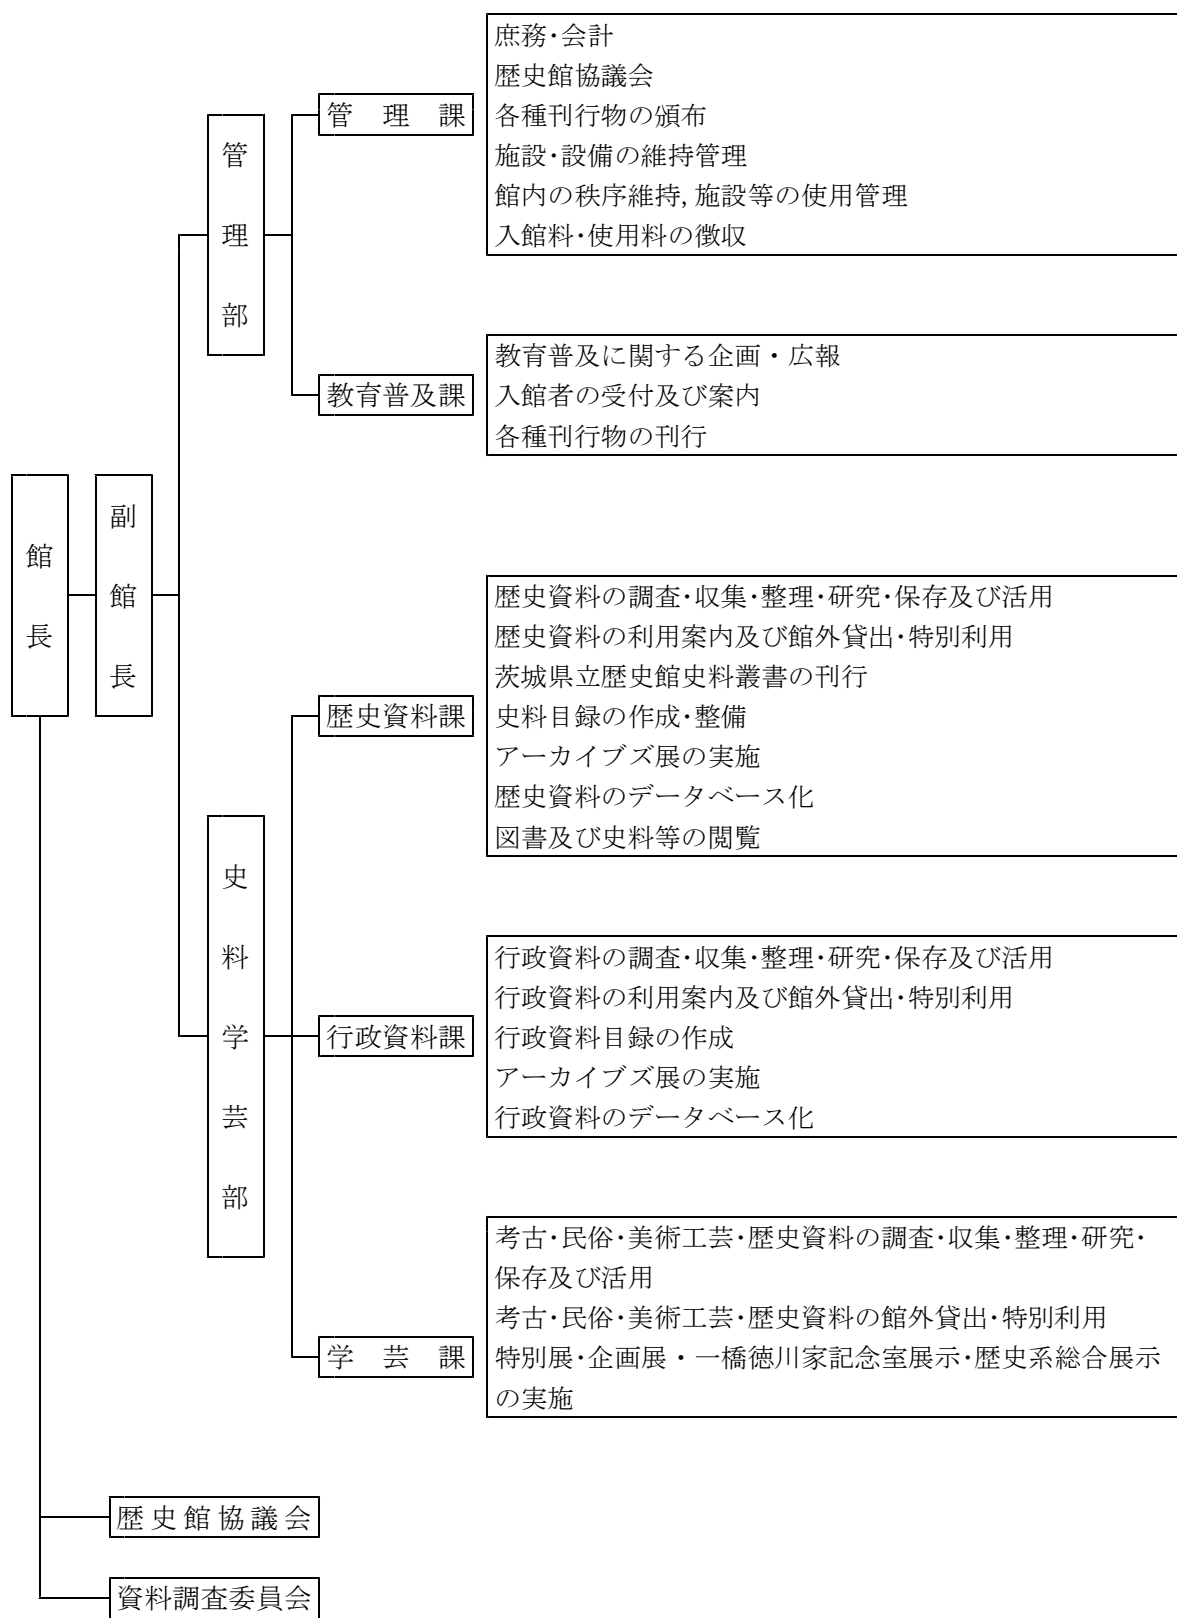 館長
副館長
管理部
管理課
庶務･会計
歴史館協議会
各種刊行物の頒布
施設･設備の維持管理
館内の秩序維持, 施設等の使用管理
入館料･使用料の徴収
教育普及課
教育普及に関する企画・広報
入館者の受付及び案内
各種刊行物の刊行
史料学芸部
歴史資料課
歴史資料の調査･収集･整理･研究･保存及び活用
歴史資料の利用案内及び館外貸出･特別利用
茨城県立歴史館史料叢書の刊行
史料目録の作成･整備
アーカイブズ展の実施
歴史資料のデータベース化
図書及び史料等の閲覧
行政資料課
行政資料の調査･収集･整理･研究･保存及び活用
行政資料の利用案内及び館外貸出･特別利用
行政資料目録の作成
アーカイブズ展の実施
行政資料のデータベース化
学芸課
考古･民俗･美術工芸･歴史資料の調査･収集･整理･研究･
保存及び活用
考古･民俗･美術工芸･歴史資料の館外貸出･特別利用
特別展･企画展・一橋徳川家記念室展示･歴史系総合展示
の実施
歴史館協議会
資料調査委員会